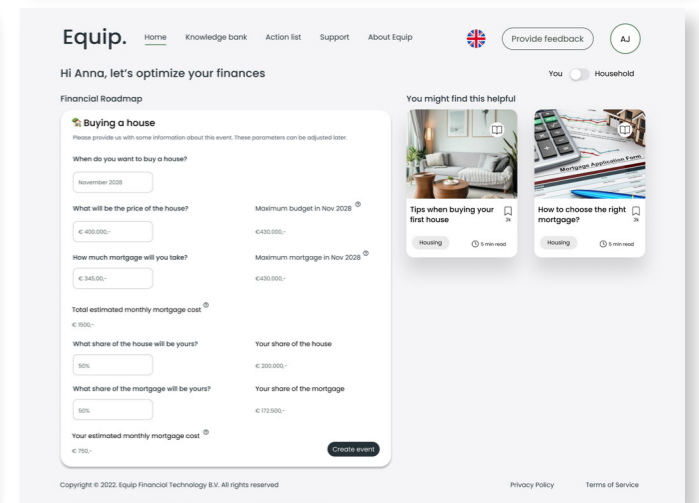 Equip.
Home
Knowledge bank
Action list
Support
About Equip
Provide feedback
AJ
Hi Anna, let's optimize your finances
You
Household
Financial Roadmap
You might find this helpful
Buying a house
Please provide us with some information about this event. These parameters can be adjusted later.
When do you want to buy a house?
November 2028
What will be the price of the house?
Maximum budget in Nov 2028
€ 400.000,-
€430.000,-
How much mortgage will you take?
Maximum mortgage in Nov 2028
€ 345.00,-
€430.000,-
Total estimated monthly mortgage cost
€ 1500,-
What share of the house will be yours?
Your share of the house
50%
€ 200.000,-
What share of the mortgage will be yours?
Your share of the mortgage
50%
€ 172.500,-
Your estimated monthly mortgage cost
€ 750,-
Create event
Tips when buying your
first house
2k
Housing
5 min read
Mortgage Application Form
How to choose the right
mortgage?
2k
Housing
5 min read
Copyright © 2022. Equip Financial Technology B.V. All rights reserved
Privacy Policy
Terms of Service